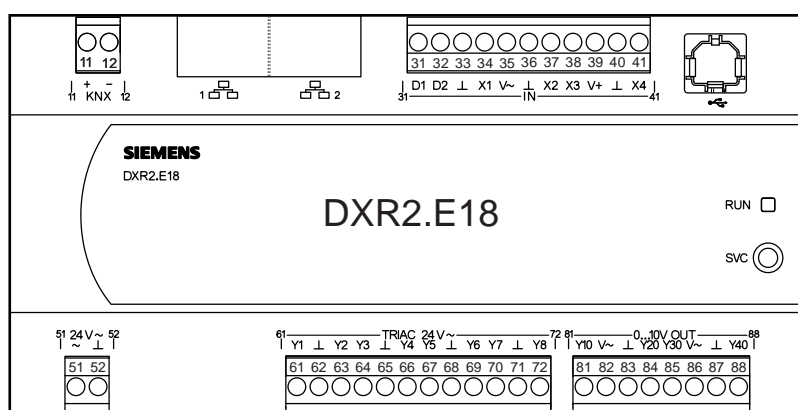 11 12
+ −
11 KNX 12
1 2
31 32 33 34 35 36 37 38 39 40 41
D1 D2 ⊥ X1 V~ ⊥ X2 X3 V+ ⊥ X4
31 IN 41
SIEMENS
DXR2.E18
DXR2.E18
RUN
SVC
51 24 V ~ 52
~ ⊥
51 52
61 TRIAC 24 V ~ 72
Y1 ⊥ Y2 Y3 ⊥ Y4 Y5 ⊥ Y6 Y7 ⊥ Y8
61 62 63 64 65 66 67 68 69 70 71 72
81 0...10V OUT 88
Y10 V~ ⊥ Y20 Y30 V~ ⊥ Y40
81 82 83 84 85 86 87 88